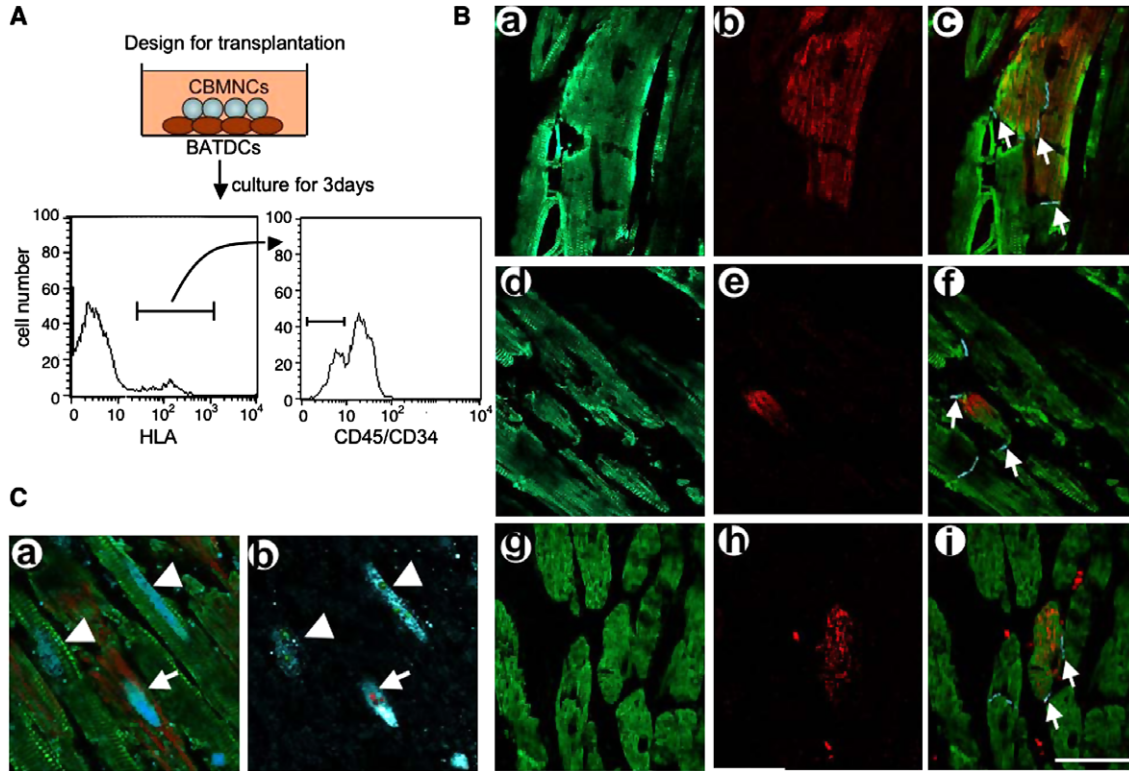 A
Design for transplantation
CBMNCs
BATDCs
culture for 3days
100
80
60
40
20
0
cell number
0 10 10² 10³ 10⁴
HLA
100
80
60
40
20
0
0 10 10² 10⁴
CD45/CD34
B
a b c
d e f
g h i
C
a b